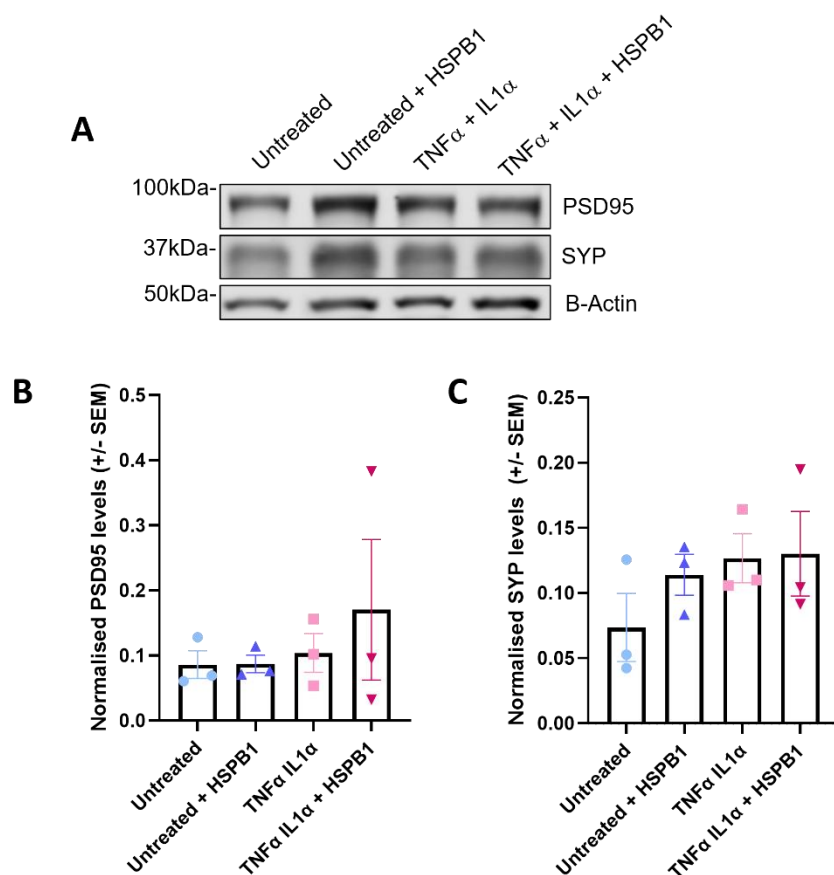 A
Untreated
Untreated + HSPB1
TNFα + IL1α
TNFα + IL1α + HSPB1
100kDa-
PSD95
37kDa-
SYP
50kDa-
B-Actin
B
Normalised PSD95 levels (+/- SEM)
0.5
0.4
0.3
0.2
0.1
0.0
Untreated
Untreated + HSPB1
TNFα IL1α
TNFα IL1α + HSPB1
C
Normalised SYP levels (+/- SEM)
0.25
0.20
0.15
0.10
0.05
0.00
Untreated
Untreated + HSPB1
TNFα IL1α
TNFα IL1α + HSPB1